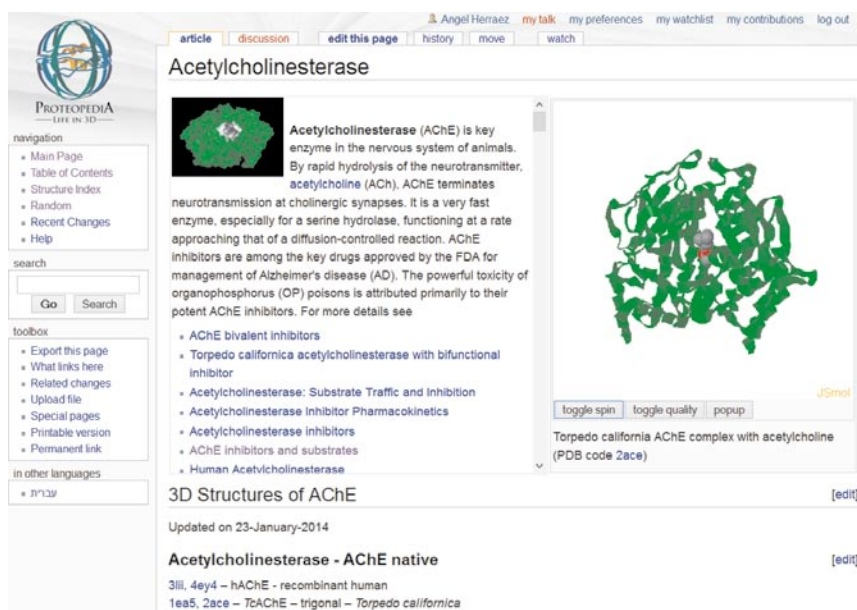 Angel Herraez my talk my preferences my watchlist my contributions log out
article discussion edit this page history move watch
PROTEOPEDIA
LIFE IN 3D
navigation
Main Page
Table of Contents
Structure Index
Random
Recent Changes
Help
search
Go Search
toolbox
Export this page
What links here
Related changes
Upload file
Special pages
Printable version
Permanent link
in other languages
עברית
Acetylcholinesterase
Acetylcholinesterase (AChE) is key
enzyme in the nervous system of animals.
By rapid hydrolysis of the neurotransmitter,
acetylcholine (ACh), AChE terminates
neurotransmission at cholinergic synapses. It is a very fast
enzyme, especially for a serine hydrolase, functioning at a rate
approaching that of a diffusion-controlled reaction. AChE
inhibitors are among the key drugs approved by the FDA for
management of Alzheimer's disease (AD). The powerful toxicity of
organophosphorus (OP) poisons is attributed primarily to their
potent AChE inhibitors. For more details see
AChE bivalent inhibitors
Torpedo californica acetylcholinesterase with bifunctional
inhibitor
Acetylcholinesterase: Substrate Traffic and Inhibition
Acetylcholinesterase Inhibitor Pharmacokinetics
Acetylcholinesterase inhibitors
AChE inhibitors and substrates
Human Acetylcholinesterase
JSmol
toggle spin toggle quality popup
Torpedo california AChE complex with acetylcholine
(PDB code 2ace)
3D Structures of AChE [edit]
Updated on 23-January-2014
Acetylcholinesterase - AChE native [edit]
3lii, 4ey4 – hAChE - recombinant human
1ea5, 2ace – TcAChE – trigonal – Torpedo californica